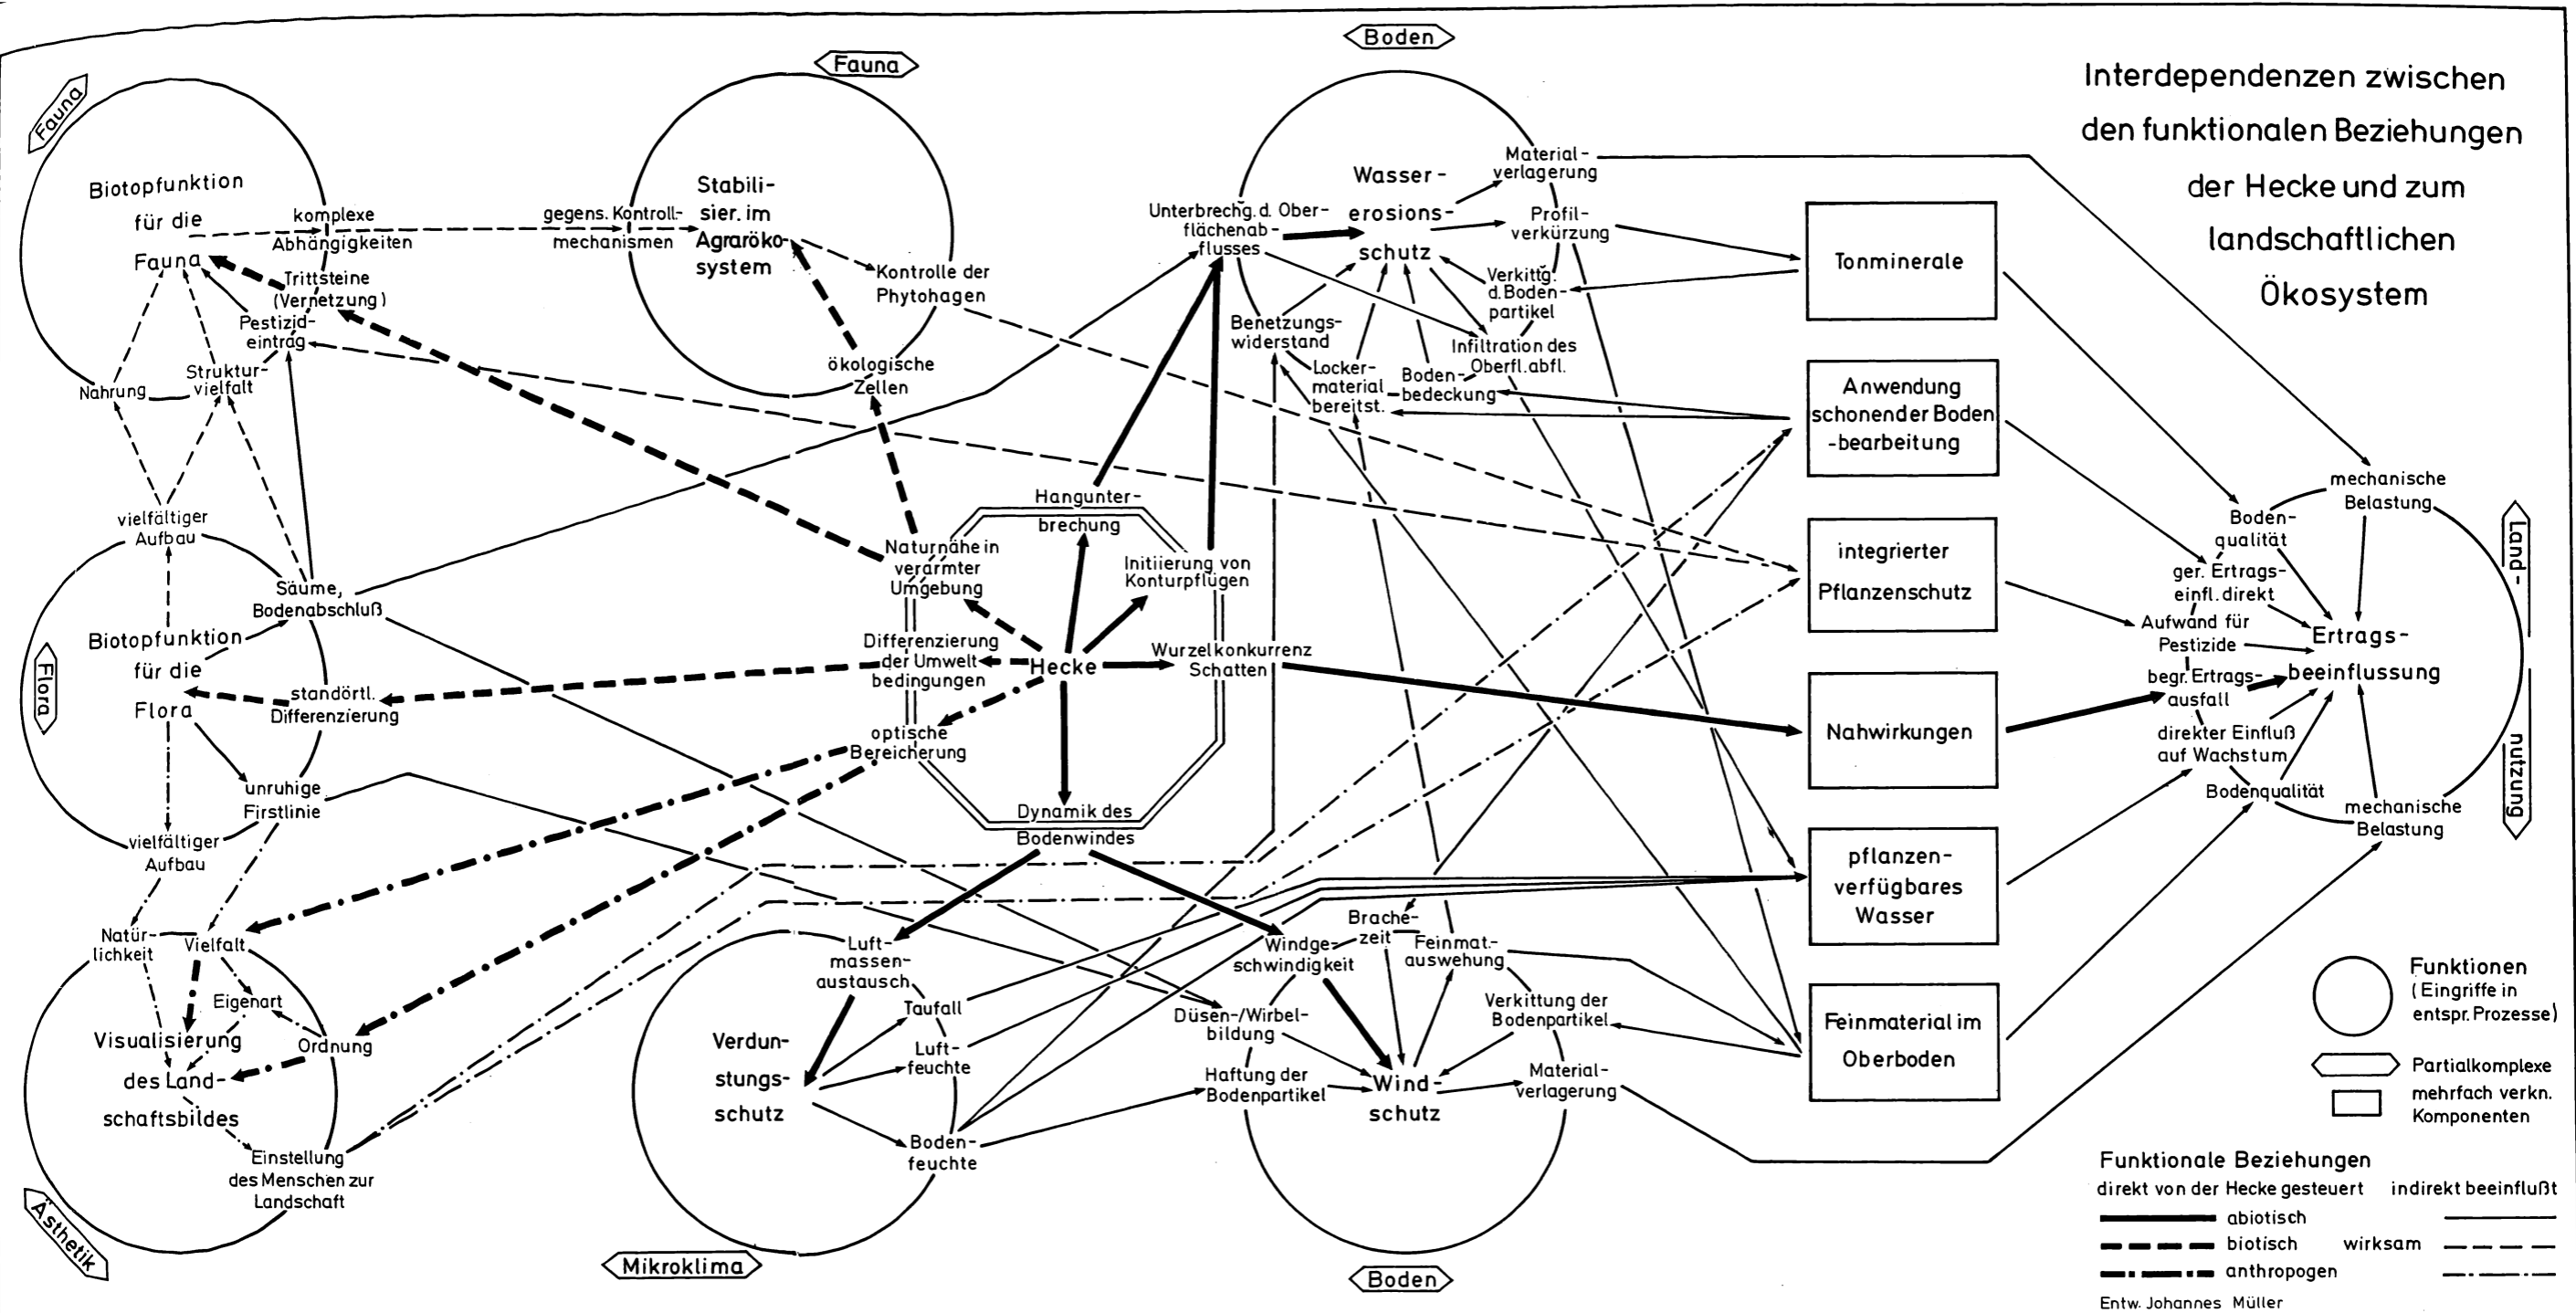 Interdependenzen zwischen
den funktionalen Beziehungen
der Hecke und zum
landschaftlichen
Ökosystem
Fauna
Biotopfunktion
für die
Fauna
komplexe
Abhängigkeiten
Trittsteine
(Vernetzung)
Pestizid-
eintrag
Struktur-
vielfalt
Nahrung
Fauna
gegens. Kontroll-
mechanismen
Stabili-
sier. im
Agraröko-
system
Kontrolle der
Phytohagen
ökologische
Zellen
Boden
Wasser-
erosions-
schutz
Material-
verlagerung
Profil-
verkürzung
Unterbrechg. d. Ober-
flächenab-
flusses
Verkittg.
d. Boden-
partikel
Benetzungs-
widerstand
Infiltration des
Oberfl.abfl.
Locker-
material
bereitst.
Boden-
bedeckung
Tonminerale
Anwendung
schonender Boden
-bearbeitung
integrierter
Pflanzenschutz
Nahwirkungen
pflanzen-
verfügbares
Wasser
Feinmaterial im
Oberboden
Flora
vielfältiger
Aufbau
Säume,
Bodenabschluß
Biotopfunktion
für die
Flora
standörtl.
Differenzierung
unruhige
Firstlinie
vielfältiger
Aufbau
Hangunter-
brechung
Naturnähe in
verarmter
Umgebung
Initiierung von
Konturpflügen
Differenzierung
der Umwelt
bedingungen
Hecke
Wurzelkonkurrenz
Schatten
optische
Bereicherung
Dynamik des
Bodenwindes
Land-
nutzung
mechanische
Belastung
Boden-
qualität
ger. Ertrags-
einfl. direkt
Aufwand für
Pestizide
Ertrags-
beeinflussung
begr. Ertrags-
ausfall
direkter Einfluß
auf Wachstum
Bodenqualität
mechanische
Belastung
Ästhetik
Natür-
lichkeit
Vielfalt
Eigenart
Visualisierung
des Land-
schaftsbildes
Ordnung
Einstellung
des Menschen zur
Landschaft
Mikroklima
Luft-
massen-
austausch
Taufall
Verdun-
stungs-
schutz
Luft-
feuchte
Boden-
feuchte
Boden
Brache-
zeit
Windge-
schwindigkeit
Feinmat.-
auswehung
Düsen-/Wirbel-
bildung
Verkittung der
Bodenpartikel
Haftung der
Bodenpartikel
Wind-
schutz
Material-
verlagerung
Funktionen
(Eingriffe in
entspr. Prozesse)
Partialkomplexe
mehrfach verkn.
Komponenten
Funktionale Beziehungen
direkt von der Hecke gesteuert indirekt beeinflußt
abiotisch
biotisch wirksam
anthropogen
Entw. Johannes Müller